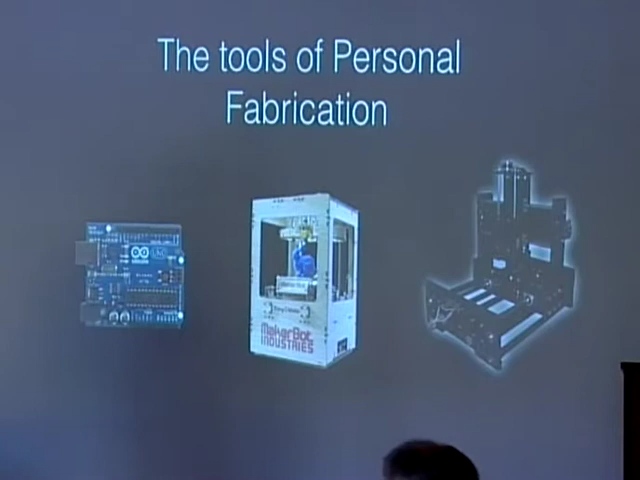 The tools of Personal
Fabrication
MakerBot
INDUSTRIES